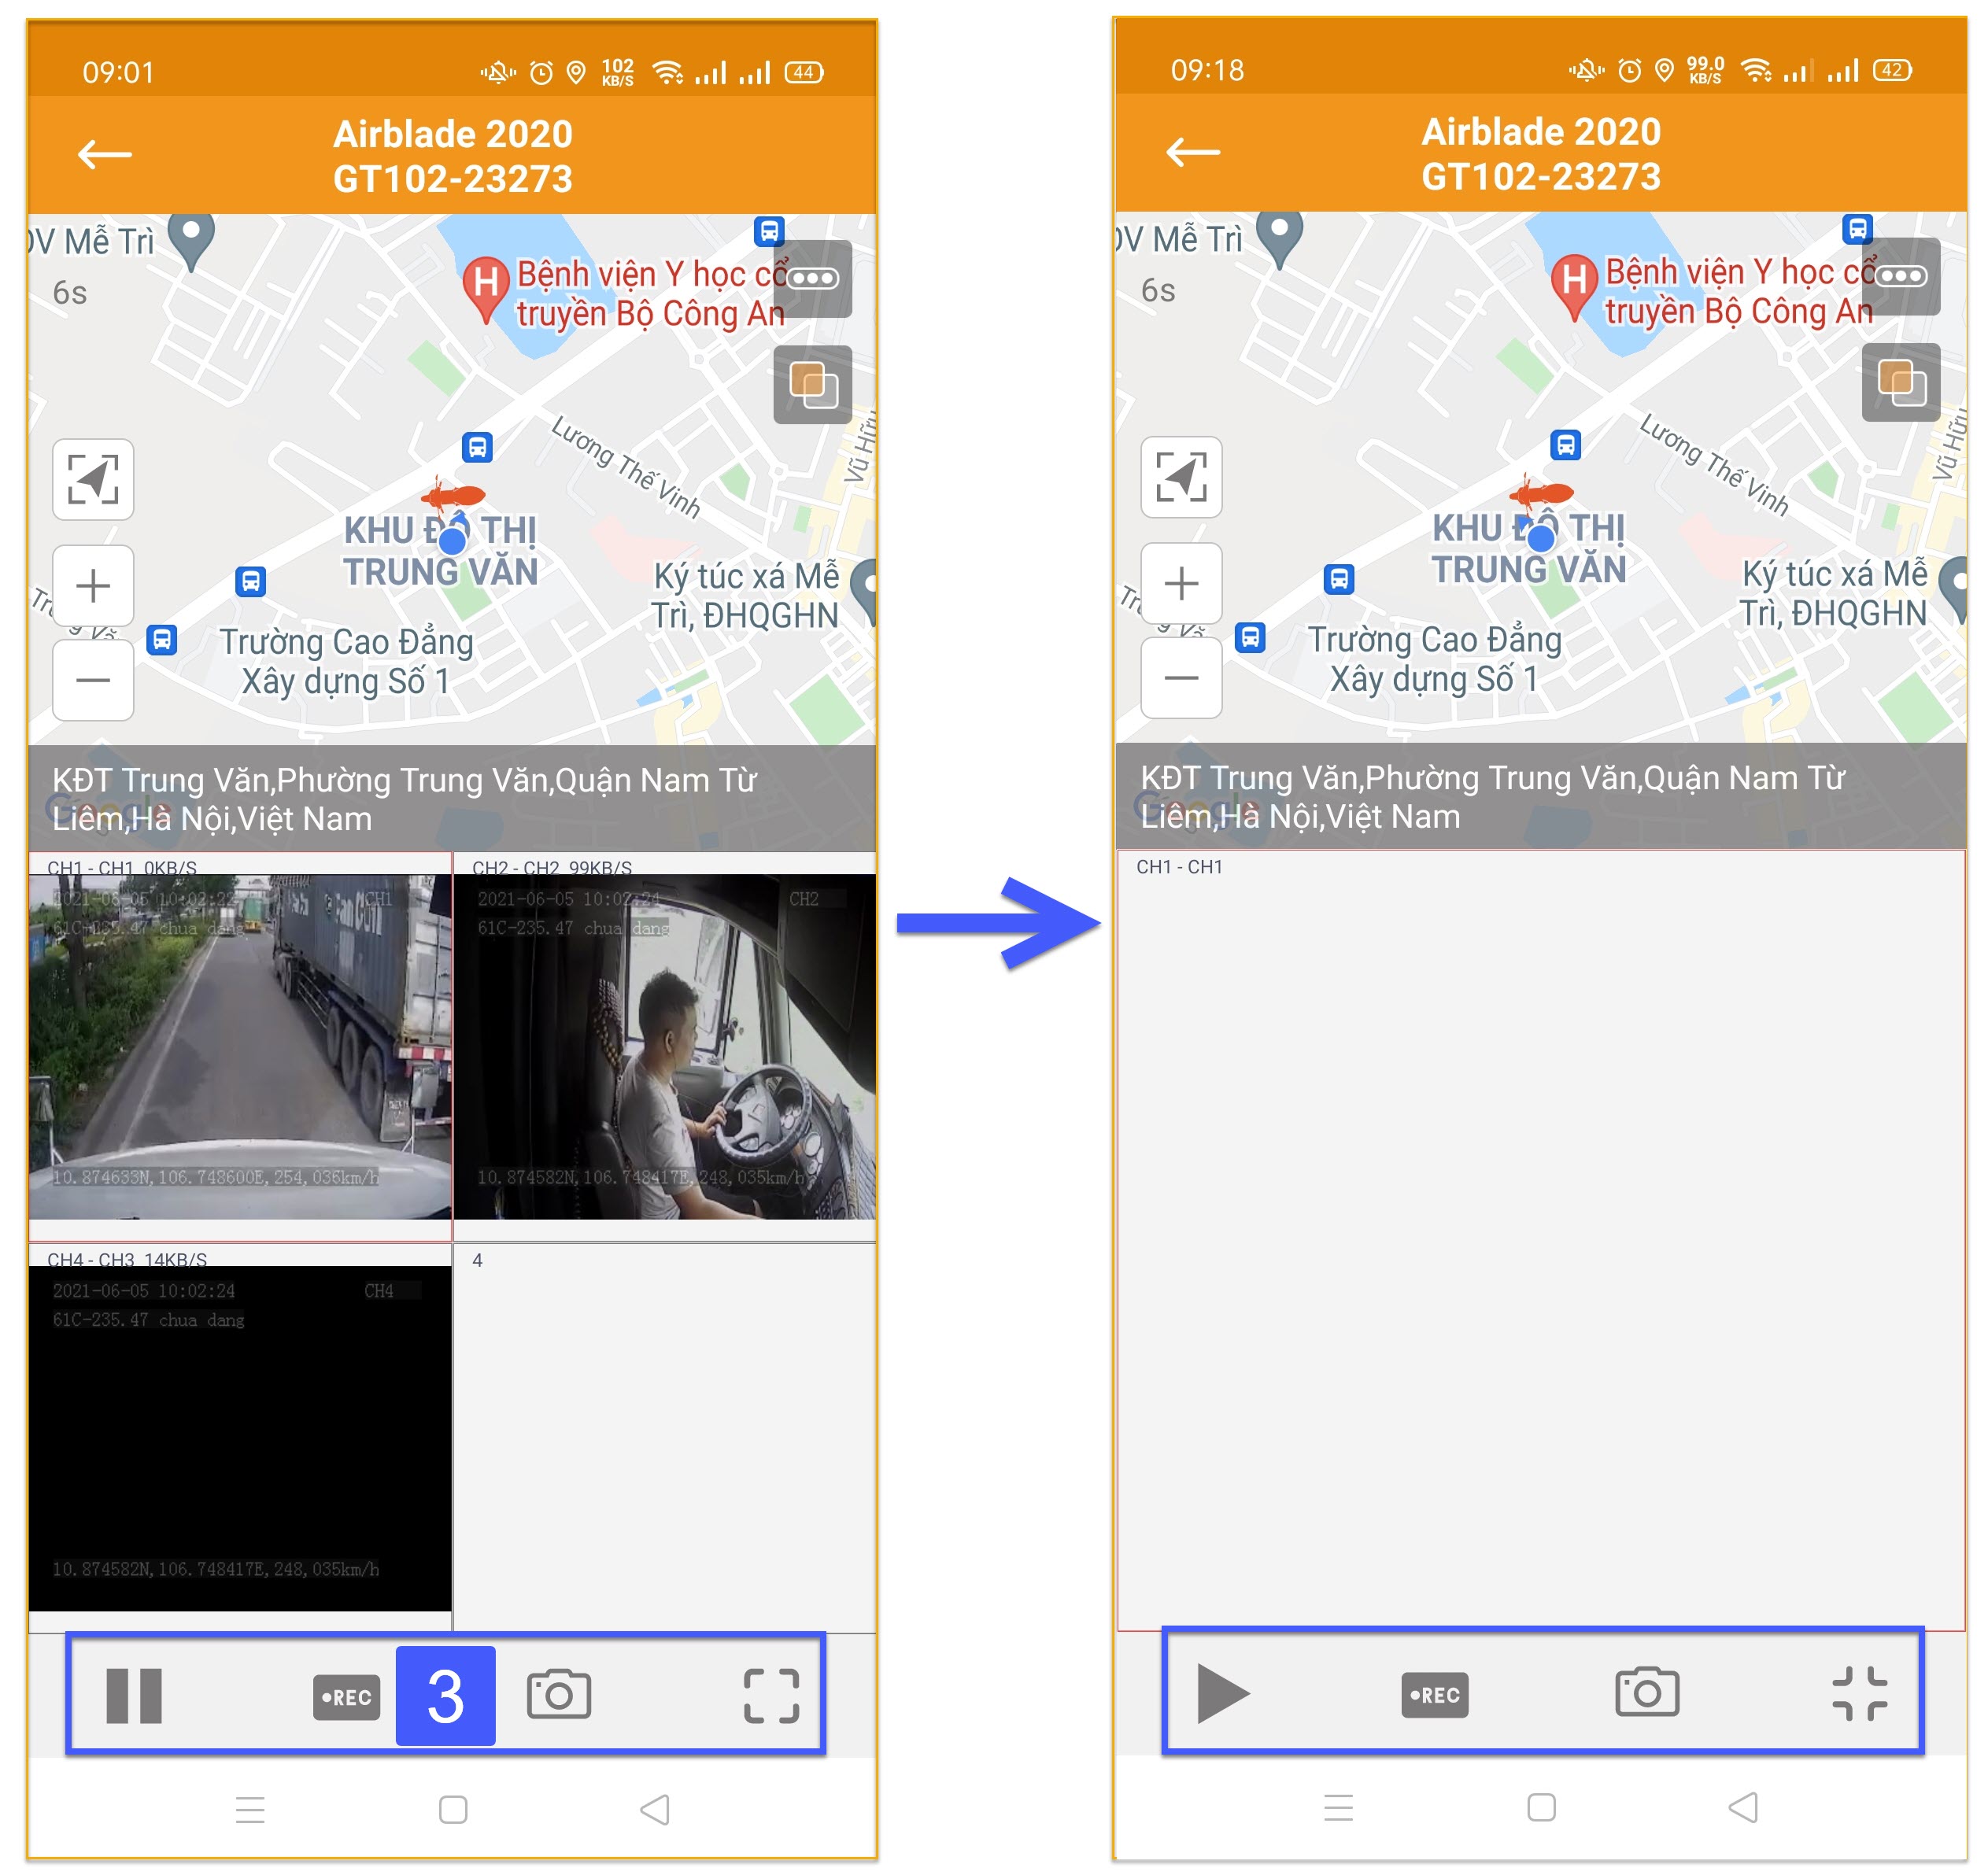 09:01
102
KB/S
44
Airblade 2020
GT102-23273
ĐV Mễ Trì
6s
H
Bệnh viện Y học cổ
truyền Bộ Công An
Lương Thế Vinh
Vũ Hữu
KHU ĐÔ THỊ
TRUNG VĂN
Ký túc xá Mễ
Trì, ĐHQGHN
Trường Cao Đẳng
Xây dựng Số 1
Google
KĐT Trung Văn,Phường Trung Văn,Quận Nam Từ
Liêm,Hà Nội,Việt Nam
CH1 - CH1 0KB/S
2021-06-05 10:02:22 CH1
61C-235.47 chua dang
10.874633N,106.748600E,254,035km/h
CH2 - CH2 99KB/S
2021-06-05 10:02:24 CH2
61C-235.47 chua dang
10.874582N,106.748417E,248,035km/h
CH4 - CH3 14KB/S
2021-06-05 10:02:24 CH4
61C-235.47 chua dang
10.874582N,106.748417E,248,035km/h
4
REC
3
09:18
99.0
KB/S
42
Airblade 2020
GT102-23273
ĐV Mễ Trì
6s
H
Bệnh viện Y học cổ
truyền Bộ Công An
Lương Thế Vinh
Vũ Hữu
KHU ĐÔ THỊ
TRUNG VĂN
Ký túc xá Mễ
Trì, ĐHQGHN
Trường Cao Đẳng
Xây dựng Số 1
Google
KĐT Trung Văn,Phường Trung Văn,Quận Nam Từ
Liêm,Hà Nội,Việt Nam
CH1 - CH1
REC